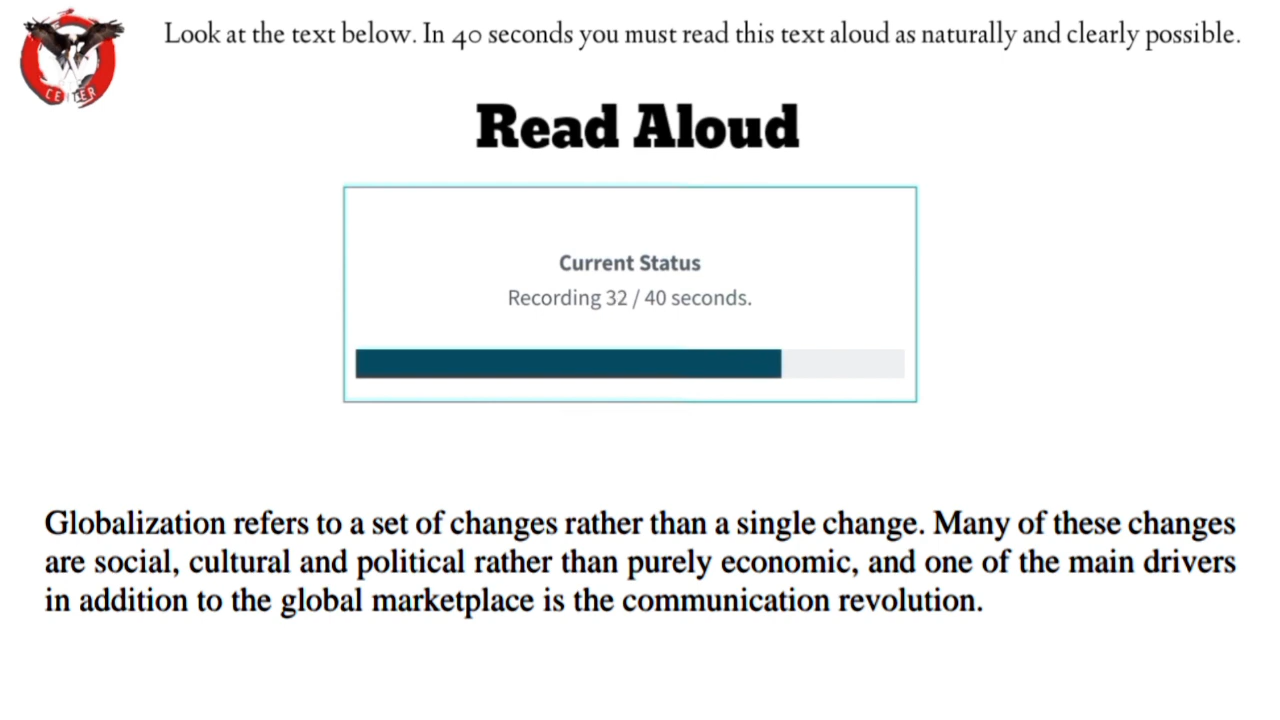 Look at the text below. In 40 seconds you must read this text aloud as naturally and clearly possible.
CENTER
Read Aloud
Current Status
Recording 32 / 40 seconds.
Globalization refers to a set of changes rather than a single change. Many of these changes
are social, cultural and political rather than purely economic, and one of the main drivers
in addition to the global marketplace is the communication revolution.